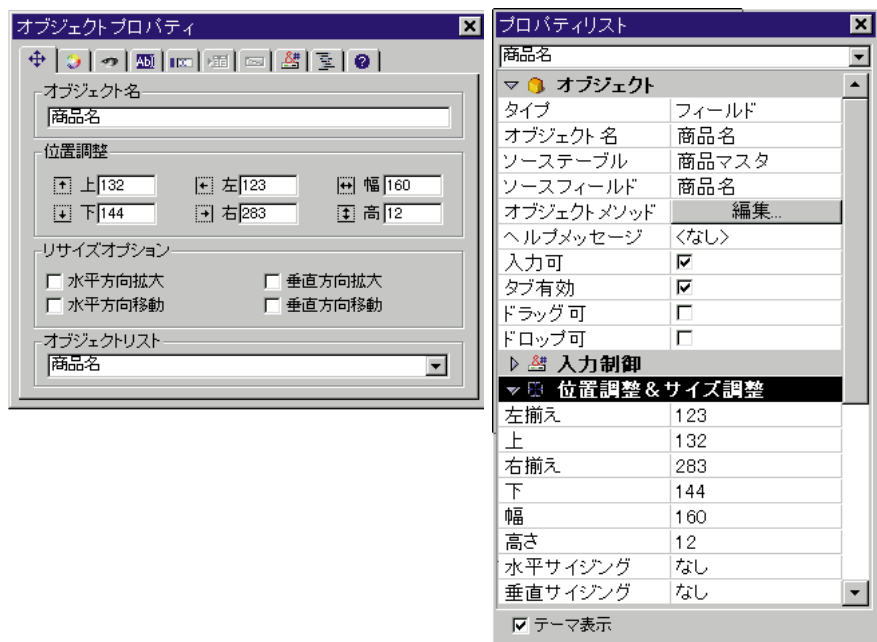 オブジェクトプロパティ
オブジェクト名
商品名
位置調整
上 132 左 123 幅 160
下 144 右 283 高 12
リサイズオプション
水平方向拡大 垂直方向拡大
水平方向移動 垂直方向移動
オブジェクトリスト
商品名
プロパティリスト
商品名
オブジェクト
タイプ フィールド
オブジェクト名 商品名
ソーステーブル 商品マスタ
ソースフィールド 商品名
オブジェクトメソッド 編集...
ヘルプメッセージ <なし>
入力可
タブ有効
ドラッグ可
ドロップ可
入力制御
位置調整&サイズ調整
左揃え 123
上 132
右揃え 283
下 144
幅 160
高さ 12
水平サイジング なし
垂直サイジング なし
テーマ表示